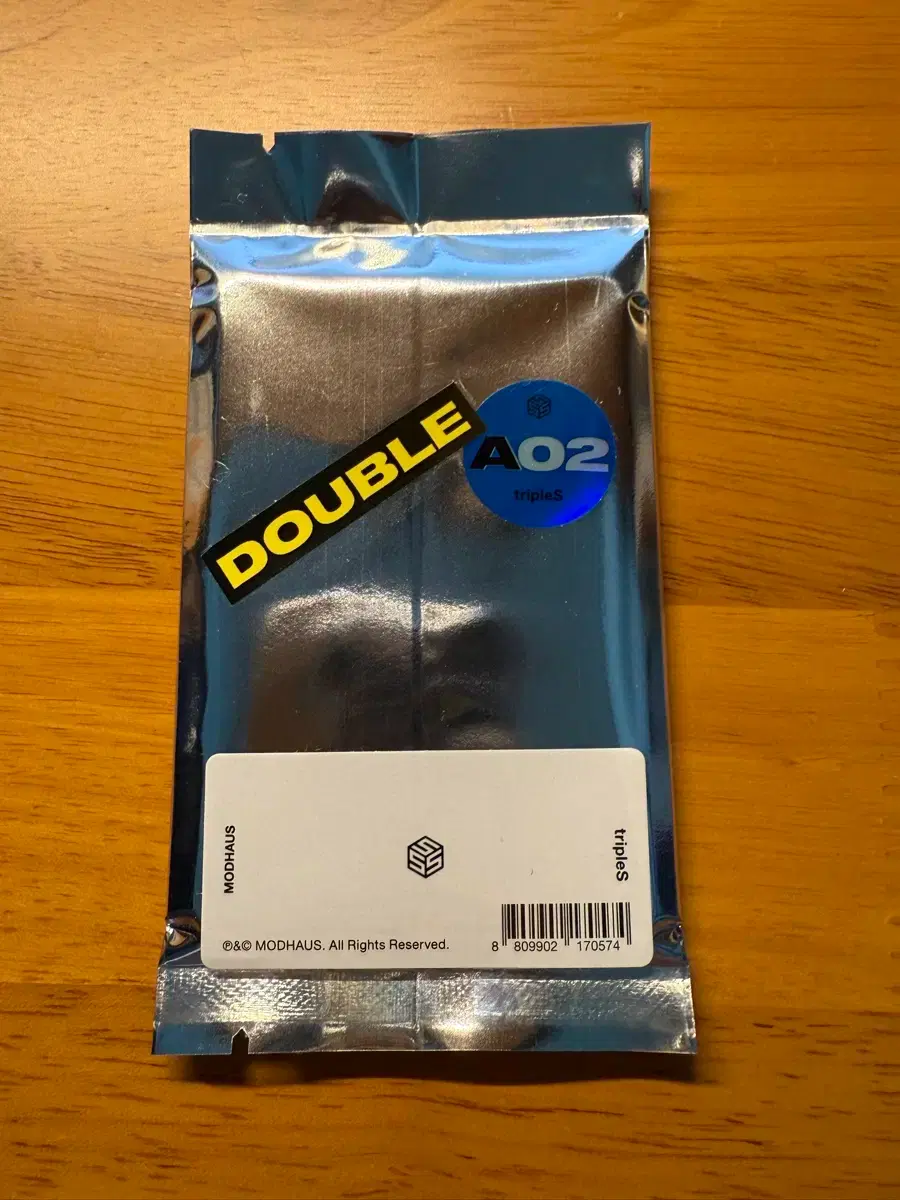 DOUBLE
A02
tripleS
MODHAUS
tripleS
℗&© MODHAUS. All Rights Reserved.
8 809902 170574